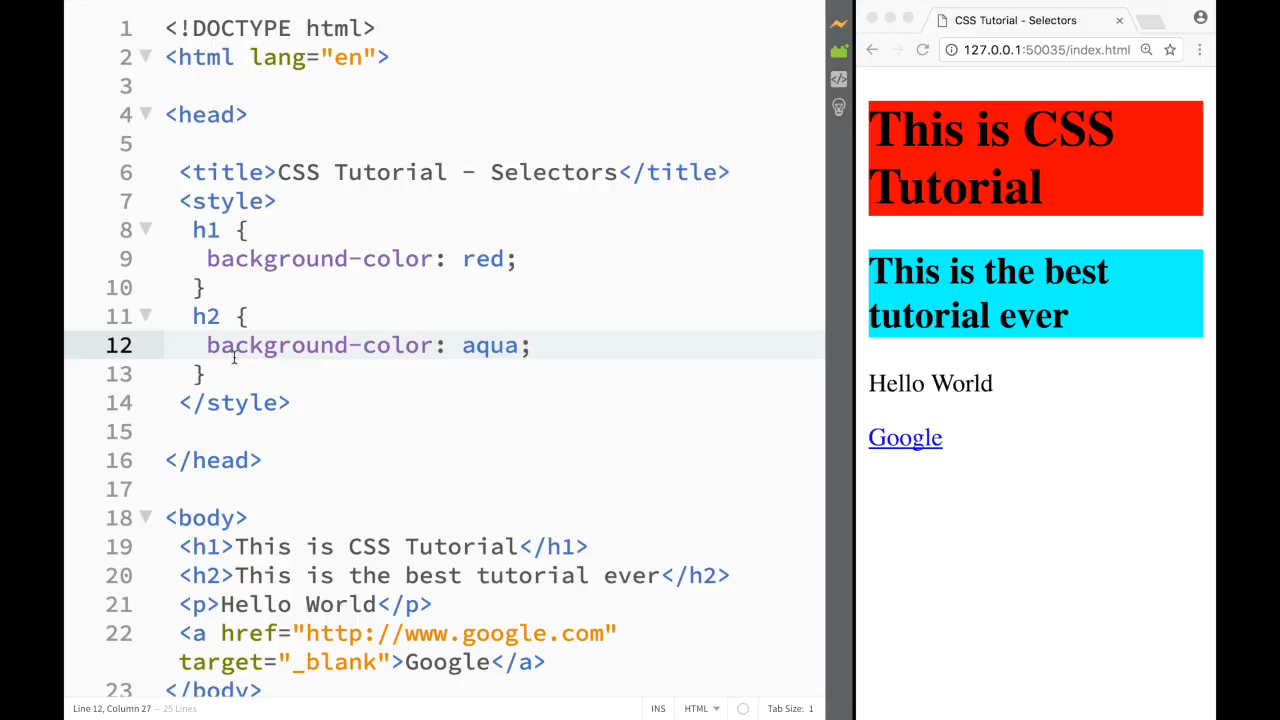 1 <!DOCTYPE html>
2 <html lang="en">
3
4 <head>
5
6 <title>CSS Tutorial - Selectors</title>
7 <style>
8 h1 {
9 background-color: red;
10 }
11 h2 {
12 background-color: aqua;
13 }
14 </style>
15
16 </head>
17
18 <body>
19 <h1>This is CSS Tutorial</h1>
20 <h2>This is the best tutorial ever</h2>
21 <p>Hello World</p>
22 <a href="http://www.google.com"
target="_blank">Google</a>
23 </body>
Line 12, Column 27 — 25 Lines
INS HTML Tab Size: 1
CSS Tutorial - Selectors
127.0.0.1:50035/index.html
This is CSS
Tutorial
This is the best
tutorial ever
Hello World
Google